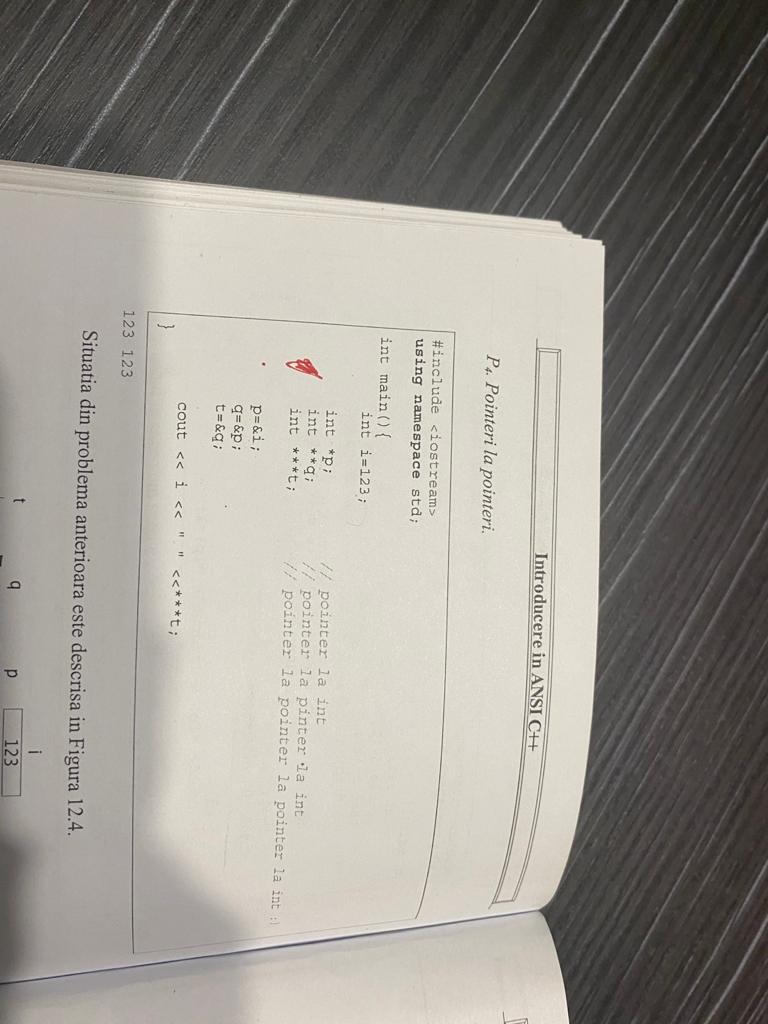 Introducere in ANSI C++
P4. Pointeri la pointeri.
#include <iostream>
using namespace std;
int main(){
int i=123;
int *p; // pointer la int
int **q; // pointer la pinter la int
int ***t; // pointer la pointer la pointer la int ;)
p=&i;
q=&p;
t=&q;
cout << i << " " <<***t;
}
123 123
Situatia din problema anterioara este descrisa in Figura 12.4.
i
t q p 123